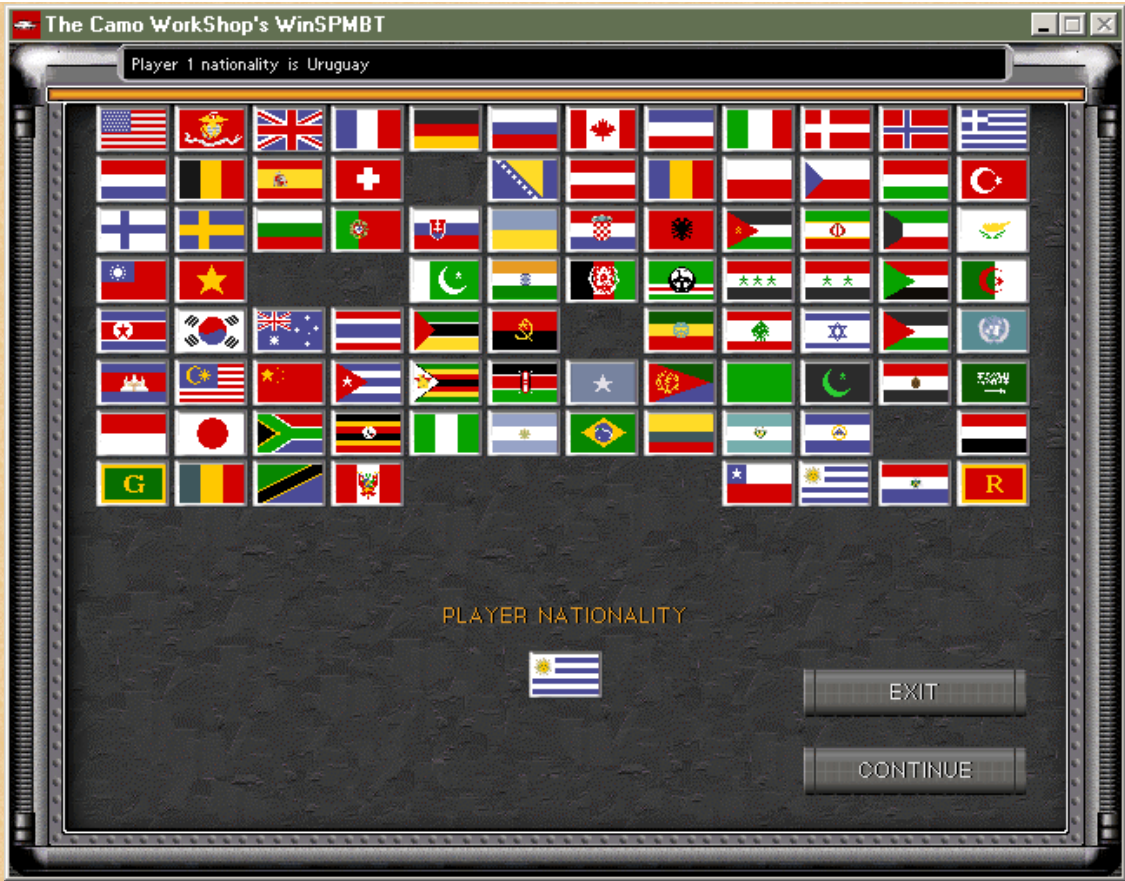 The Camo WorkShop's WinSPMBT
Player 1 nationality is Uruguay
G
R
PLAYER NATIONALITY
EXIT
CONTINUE